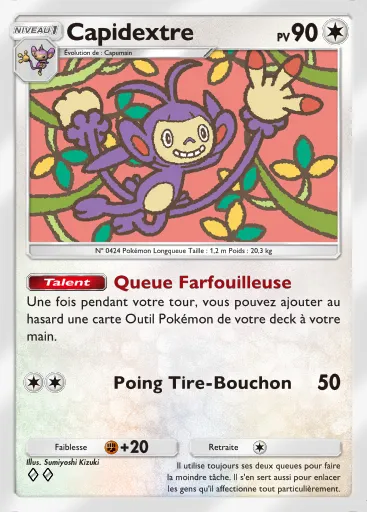 NIVEAU 1
Capidextre
PV 90
Évolution de : Capumain
N° 0424 Pokémon Longqueue Taille : 1,2 m Poids : 20,3 kg
Talent Queue Farfouilleuse
Une fois pendant votre tour, vous pouvez ajouter au
hasard une carte Outil Pokémon de votre deck à votre
main.
Poing Tire-Bouchon 50
Faiblesse +20 Retraite
Illus. Sumiyoshi Kizuki
Il utilise toujours ses deux queues pour faire
la moindre tâche. Il s'en sert aussi pour enlacer
les gens qu'il affectionne tout particulièrement.